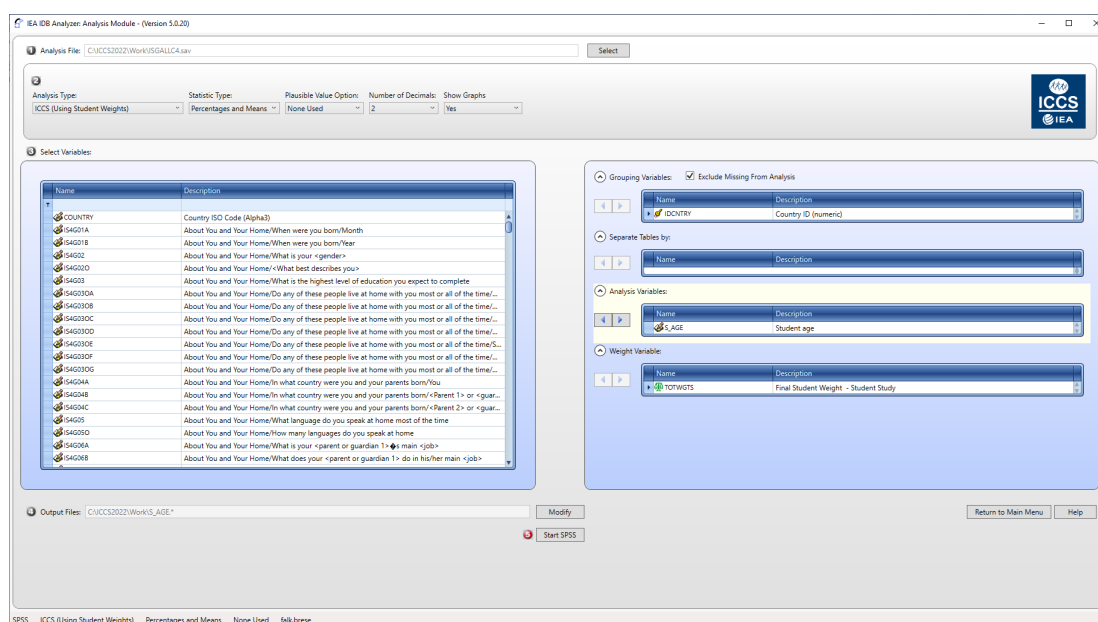 IEA IDB Analyzer: Analysis Module - (Version 5.0.20)
1 Analysis File: C:\ICCS2022\Work\ISGALLC4.sav Select
2
Analysis Type: Statistic Type: Plausible Value Option: Number of Decimals: Show Graphs
ICCS (Using Student Weights) Percentages and Means None Used 2 Yes
ICCS
IEA
3 Select Variables:
Name Description
COUNTRY Country ISO Code (Alpha3)
IS4G01A About You and Your Home/When were you born/Month
IS4G01B About You and Your Home/When were you born/Year
IS4G02 About You and Your Home/What is your <gender>
IS4G02O About You and Your Home/<What best describes you>
IS4G03 About You and Your Home/What is the highest level of education you expect to complete
IS4G03OA About You and Your Home/Do any of these people live at home with you most or all of the time/...
IS4G03OB About You and Your Home/Do any of these people live at home with you most or all of the time/...
IS4G03OC About You and Your Home/Do any of these people live at home with you most or all of the time/...
IS4G03OD About You and Your Home/Do any of these people live at home with you most or all of the time/...
IS4G03OE About You and Your Home/Do any of these people live at home with you most or all of the time/S...
IS4G03OF About You and Your Home/Do any of these people live at home with you most or all of the time/...
IS4G03OG About You and Your Home/Do any of these people live at home with you most or all of the time/...
IS4G04A About You and Your Home/In what country were you and your parents born/You
IS4G04B About You and Your Home/In what country were you and your parents born/<Parent 1> or <guar...
IS4G04C About You and Your Home/In what country were you and your parents born/<Parent 2> or <guar...
IS4G05 About You and Your Home/What language do you speak at home most of the time
IS4G05O About You and Your Home/How many languages do you speak at home
IS4G06A About You and Your Home/What is your <parent or guardian 1>�s main <job>
IS4G06B About You and Your Home/What does your <parent or guardian 1> do in his/her main <job>
Grouping Variables: Exclude Missing From Analysis
Name Description
IDCNTRY Country ID (numeric)
Separate Tables by:
Name Description
Analysis Variables:
Name Description
S_AGE Student age
Weight Variable:
Name Description
TOTWGTS Final Student Weight - Student Study
4 Output Files: C:\ICCS2022\Work\S_AGE.* Modify
Return to Main Menu Help
5 Start SPSS
SPSS ICCS (Using Student Weights) Percentages and Means None Used falk.brese